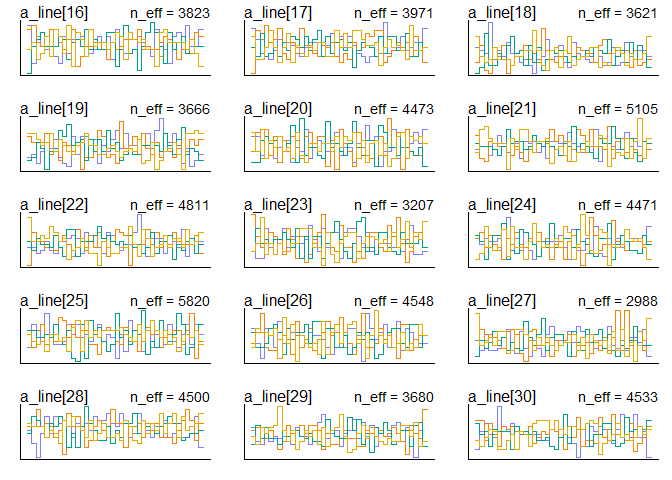 a_line[16] n_eff = 3823 a_line[17] n_eff = 3971 a_line[18] n_eff = 3621
a_line[19] n_eff = 3666 a_line[20] n_eff = 4473 a_line[21] n_eff = 5105
a_line[22] n_eff = 4811 a_line[23] n_eff = 3207 a_line[24] n_eff = 4471
a_line[25] n_eff = 5820 a_line[26] n_eff = 4548 a_line[27] n_eff = 2988
a_line[28] n_eff = 4500 a_line[29] n_eff = 3680 a_line[30] n_eff = 4533